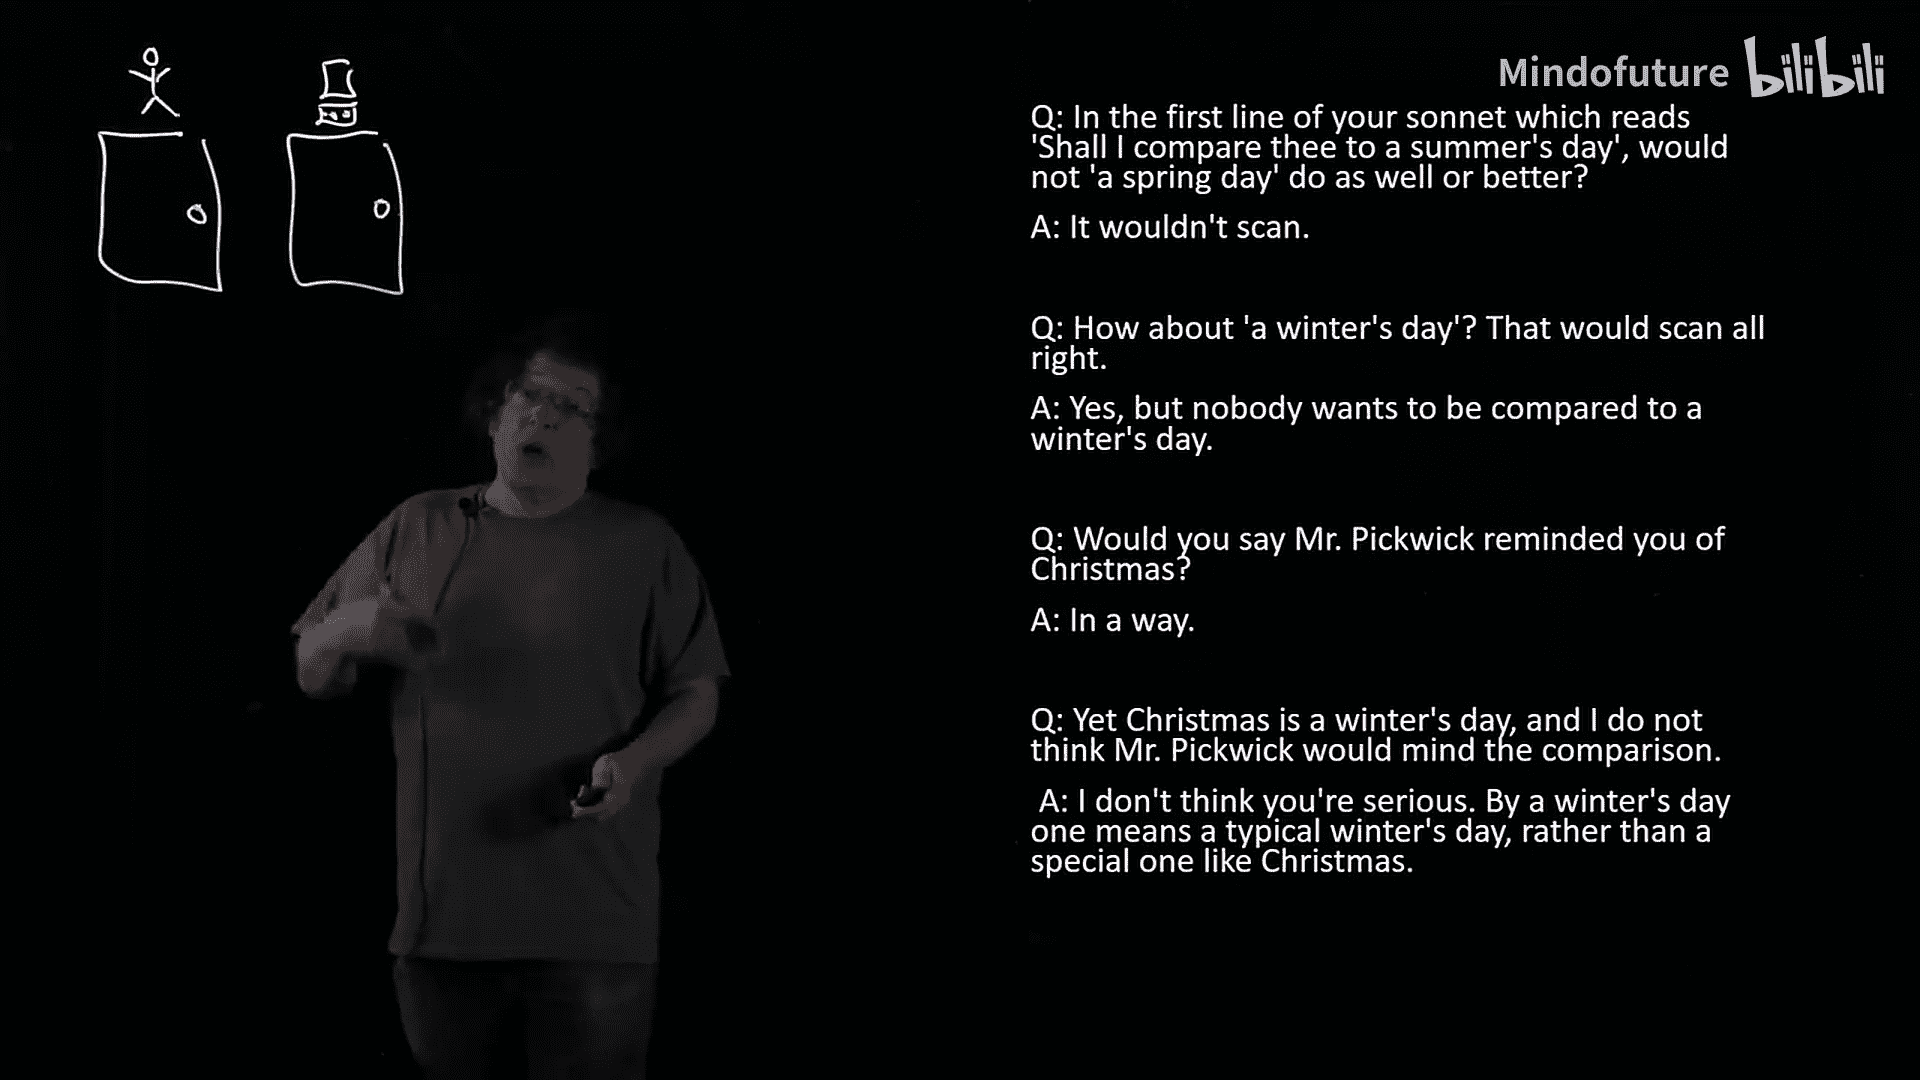 Mindofuture bilibili
Q: In the first line of your sonnet which reads
'Shall I compare thee to a summer's day', would
not 'a spring day' do as well or better?
A: It wouldn't scan.
Q: How about 'a winter's day'? That would scan all
right.
A: Yes, but nobody wants to be compared to a
winter's day.
Q: Would you say Mr. Pickwick reminded you of
Christmas?
A: In a way.
Q: Yet Christmas is a winter's day, and I do not
think Mr. Pickwick would mind the comparison.
A: I don't think you're serious. By a winter's day
one means a typical winter's day, rather than a
special one like Christmas.